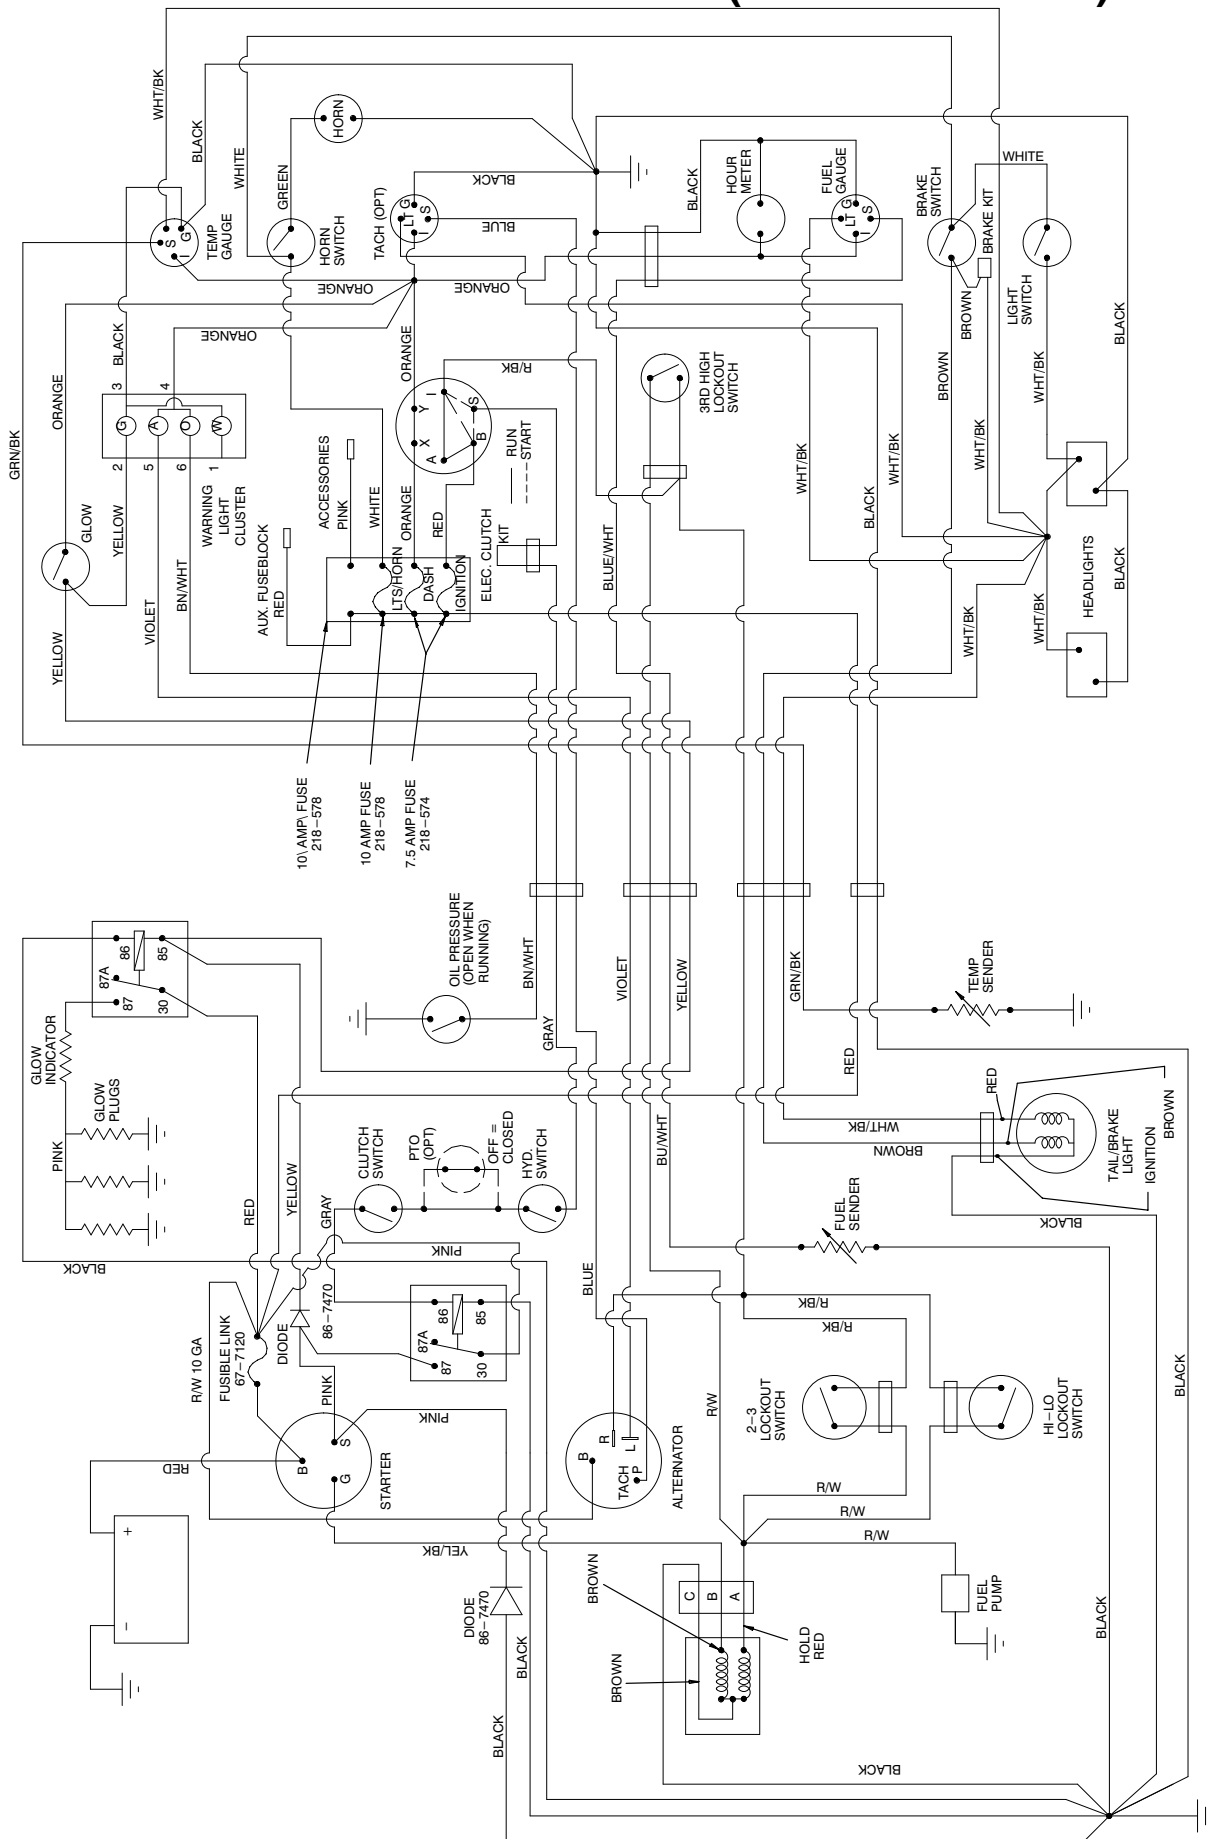 WHT/BK
BLACK
WHITE
GREEN
HORN
S
G
I
TEMP
GAUGE
HORN
SWITCH
TACH (OPT)
LT
G
S
I
BLACK
BLUE
BLACK
HOUR
METER
FUEL
GAUGE
LT
G
S
I
BRAKE
SWITCH
BRAKE KIT
WHITE
LIGHT
SWITCH
ORANGE
ORANGE
ORANGE
BROWN
BROWN
GRN/BK
ORANGE
BLACK
3
4
G
A
O
W
2
5
6
1
GLOW
YELLOW
VIOLET
BN/WHT
WARNING
LIGHT
CLUSTER
YELLOW
AUX. FUSEBLOCK
RED
ACCESSORIES
PINK
WHITE
ORANGE
RED
ORANGE
A
X
Y
I
B
S
R/BK
RUN
START
ELEC. CLUTCH
KIT
LTS/HORN
DASH
IGNITION
3RD HIGH
LOCKOUT
SWITCH
BLUE/WHT
WHT/BK
WHT/BK
BLACK
WHT/BK
WHT/BK
BLACK
WHT/BK
WHT/BK
HEADLIGHTS
BLACK
10\ AMP\ FUSE
218−578
10 AMP FUSE
218−578
7.5 AMP FUSE
218−574
86
85
87A
87
30
GLOW
INDICATOR
GLOW
PLUGS
PINK
OIL PRESSURE
(OPEN WHEN
RUNNING)
BN/WHT
GRAY
VIOLET
YELLOW
GRN/BK
TEMP
SENDER
RED
RED
YELLOW
GRAY
CLUTCH
SWITCH
PTO
(OPT)
OFF =
CLOSED
HYD.
SWITCH
BU/WHT
WHT/BK
BROWN
RED
TAIL/BRAKE
LIGHT
IGNITION
BROWN
BLACK
FUEL
SENDER
BLACK
PINK
BLUE
R/W 10 GA
FUSIBLE LINK
67−7120
DIODE
86−7470
86
85
87A
87
30
R/BK
R/BK
BLACK
PINK
PINK
RED
B
S
G
STARTER
B
R
L
TACH
P
ALTERNATOR
R/W
2−3
LOCKOUT
SWITCH
HI−LO
LOCKOUT
SWITCH
R/W
R/W
R/W
+
−
YEL/BK
DIODE
86−7470
BROWN
C
B
A
BROWN
HOLD
RED
FUEL
PUMP
BLACK
BLACK
BLACK
BLACK